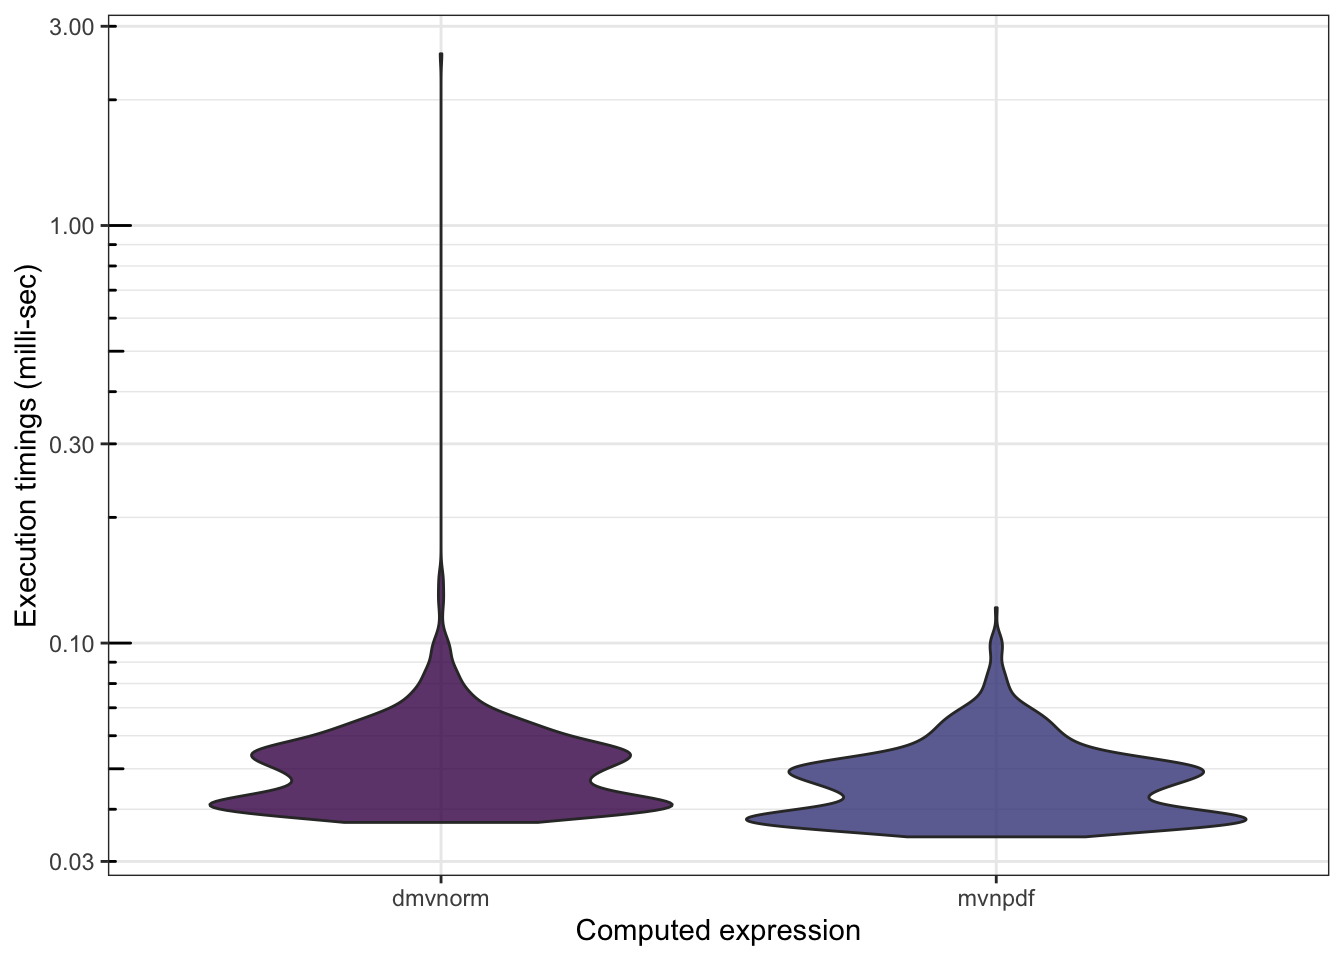 3.00
1.00
0.30
0.10
0.03
Execution timings (milli-sec)
dmvnorm
mvnpdf
Computed expression